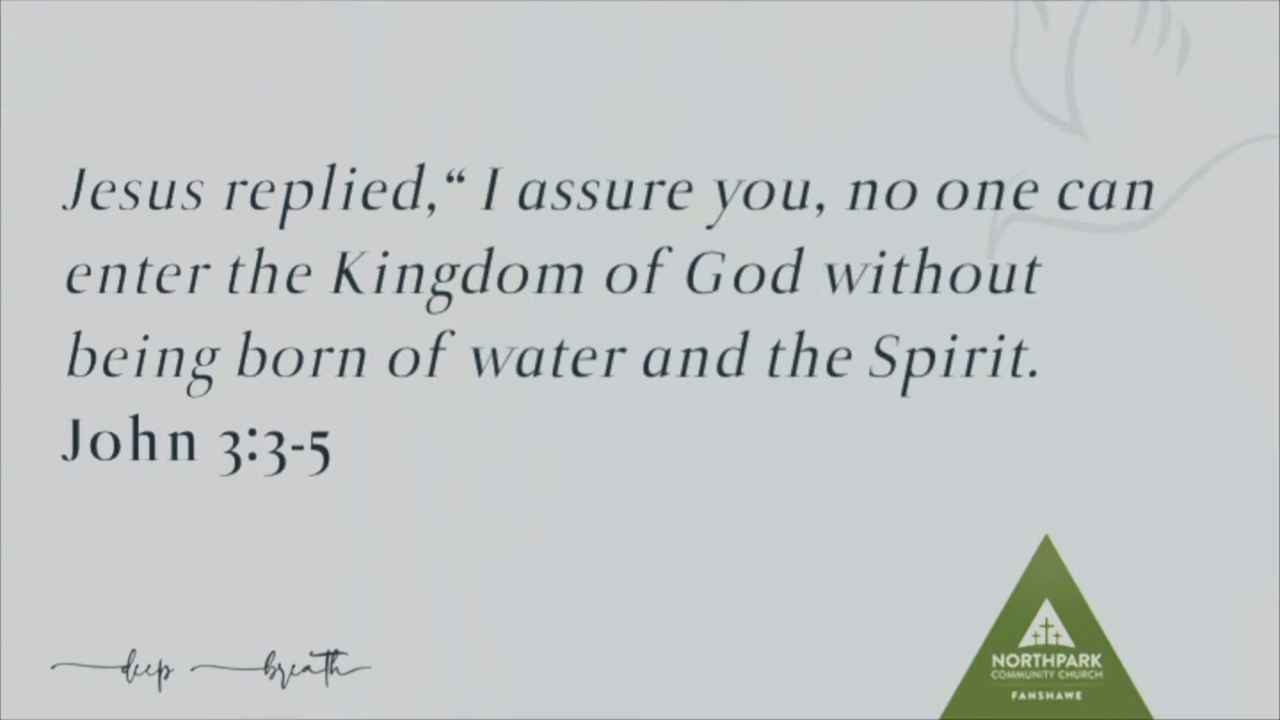 Jesus replied,“ I assure you, no one can
enter the Kingdom of God without
being born of water and the Spirit.
John 3:3-5
deep breath
NORTHPARK
COMMUNITY CHURCH
FANSHAWE